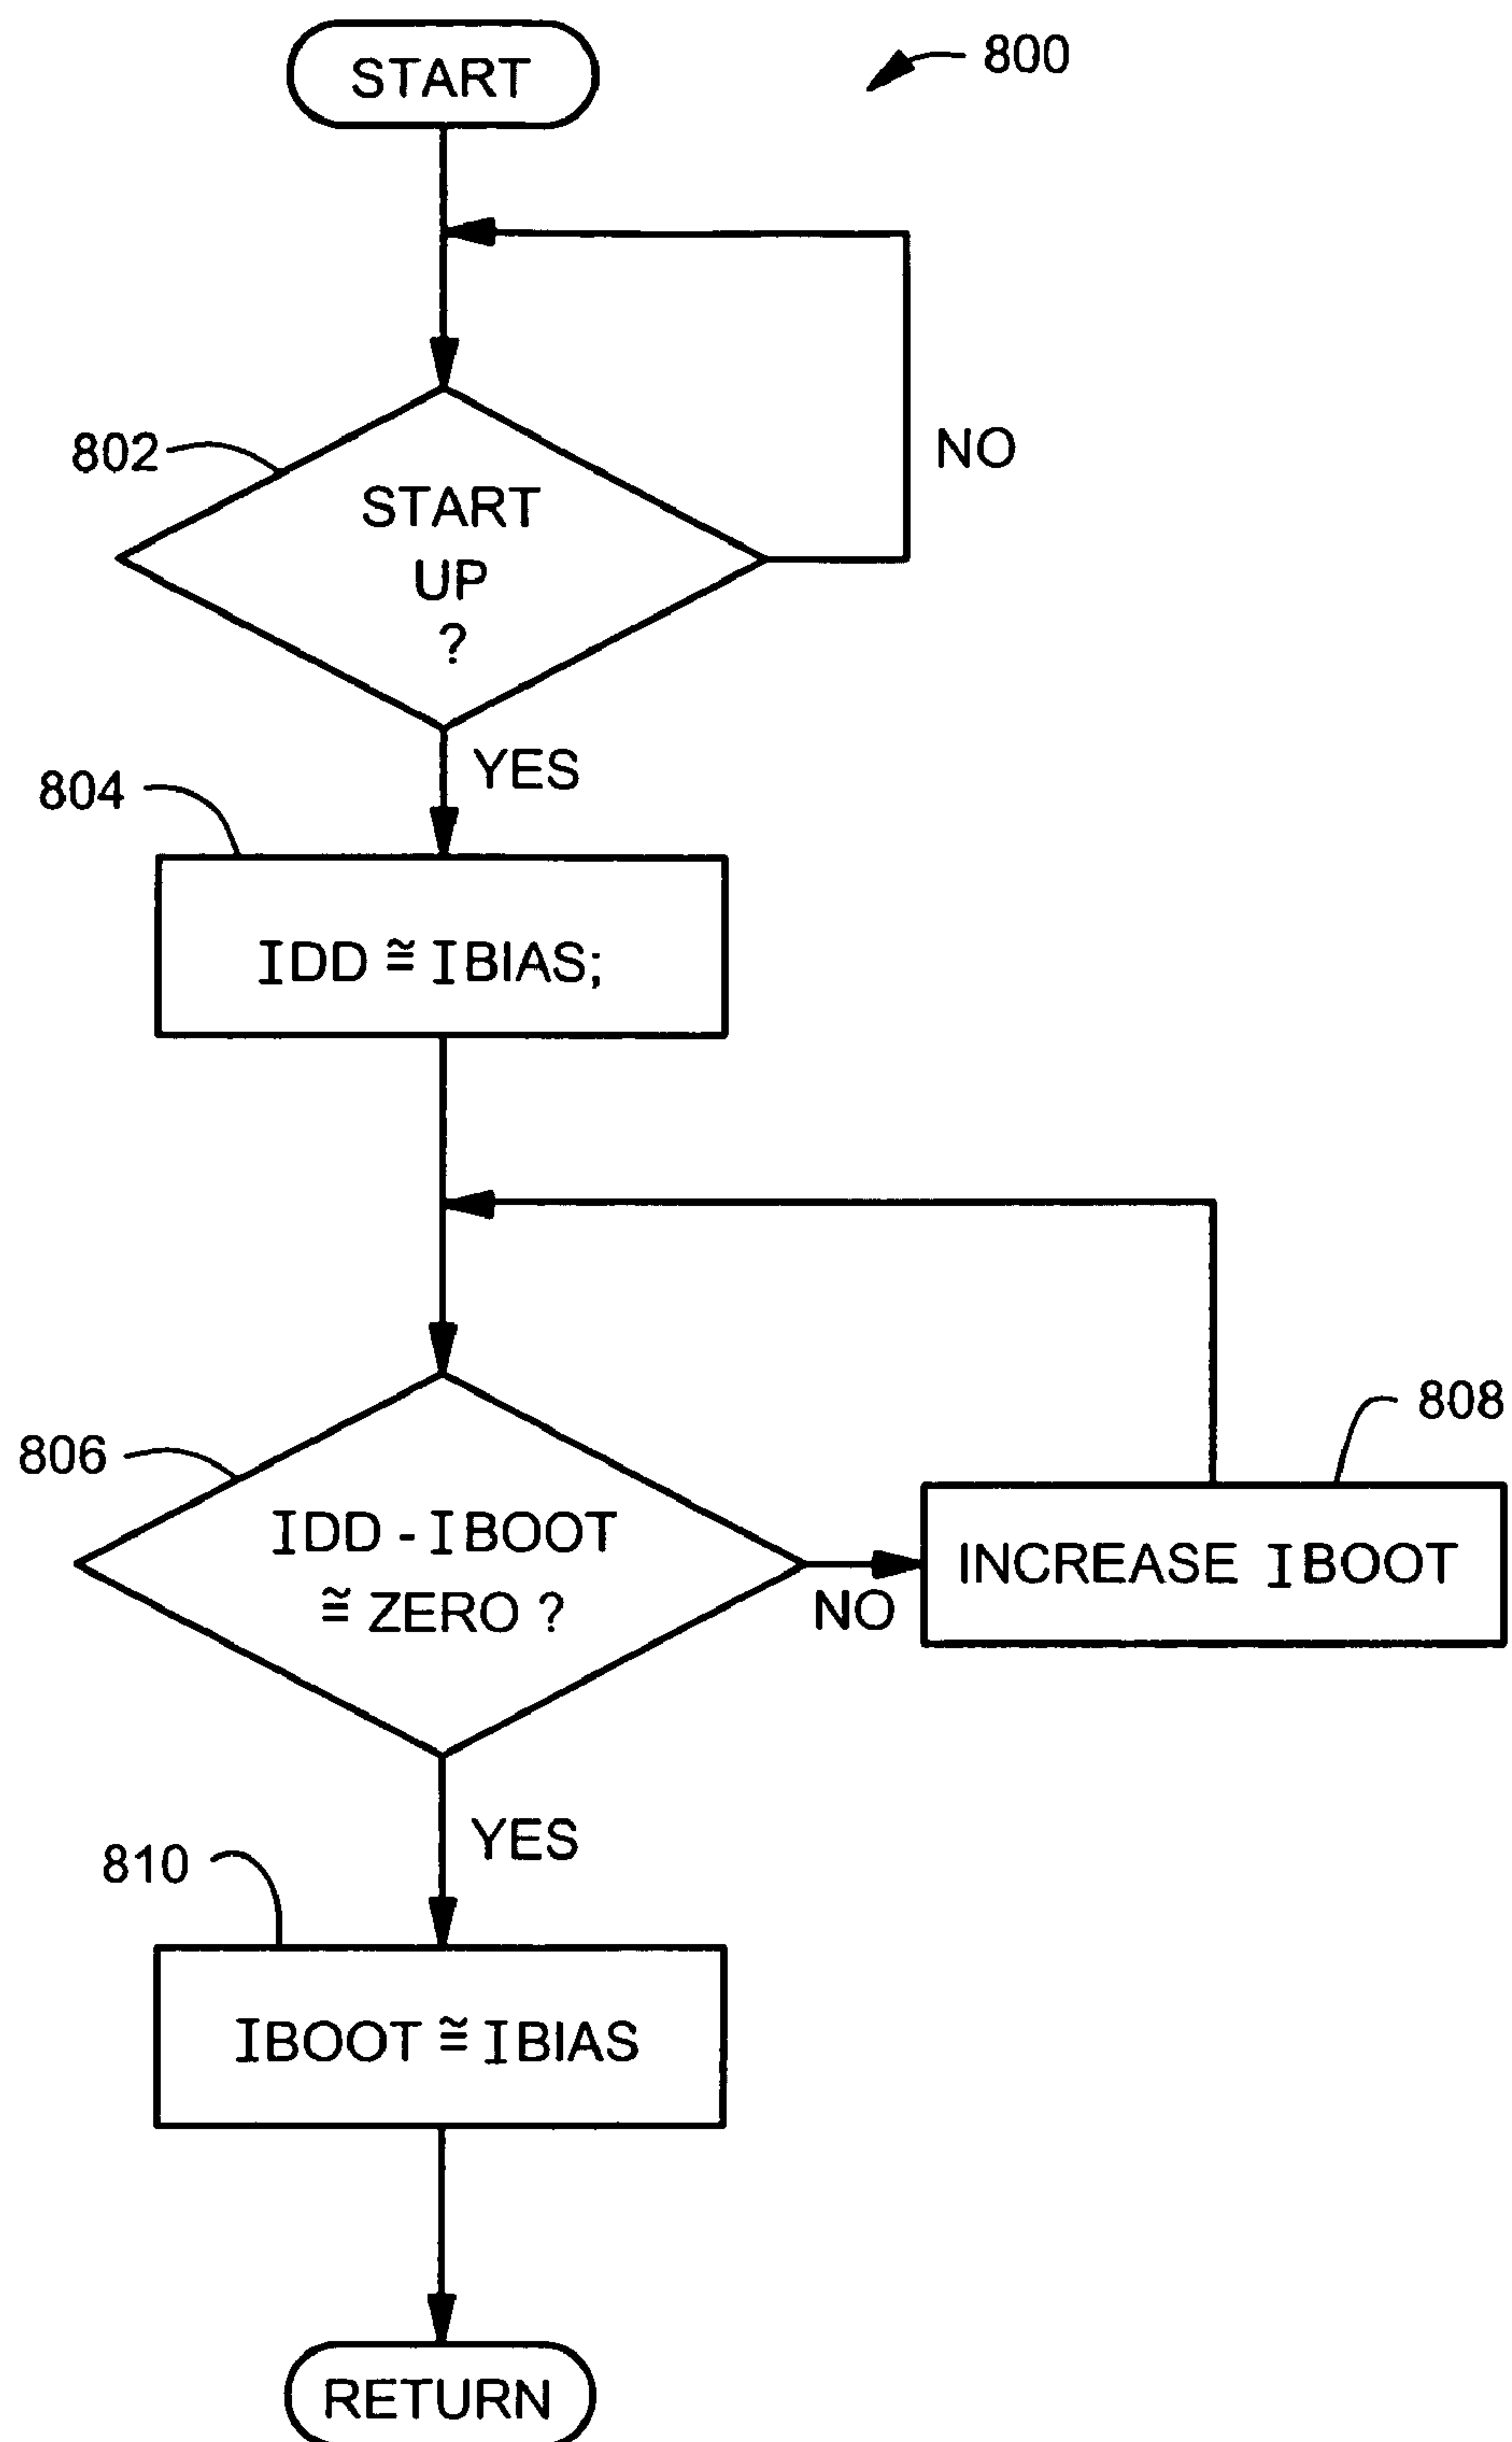 START
800
802
START
UP
?
NO
YES
804
IDD ≅ IBIAS;
806
IDD - IBOOT
≅ ZERO ?
NO
808
INCREASE IBOOT
YES
810
IBOOT ≅ IBIAS
RETURN